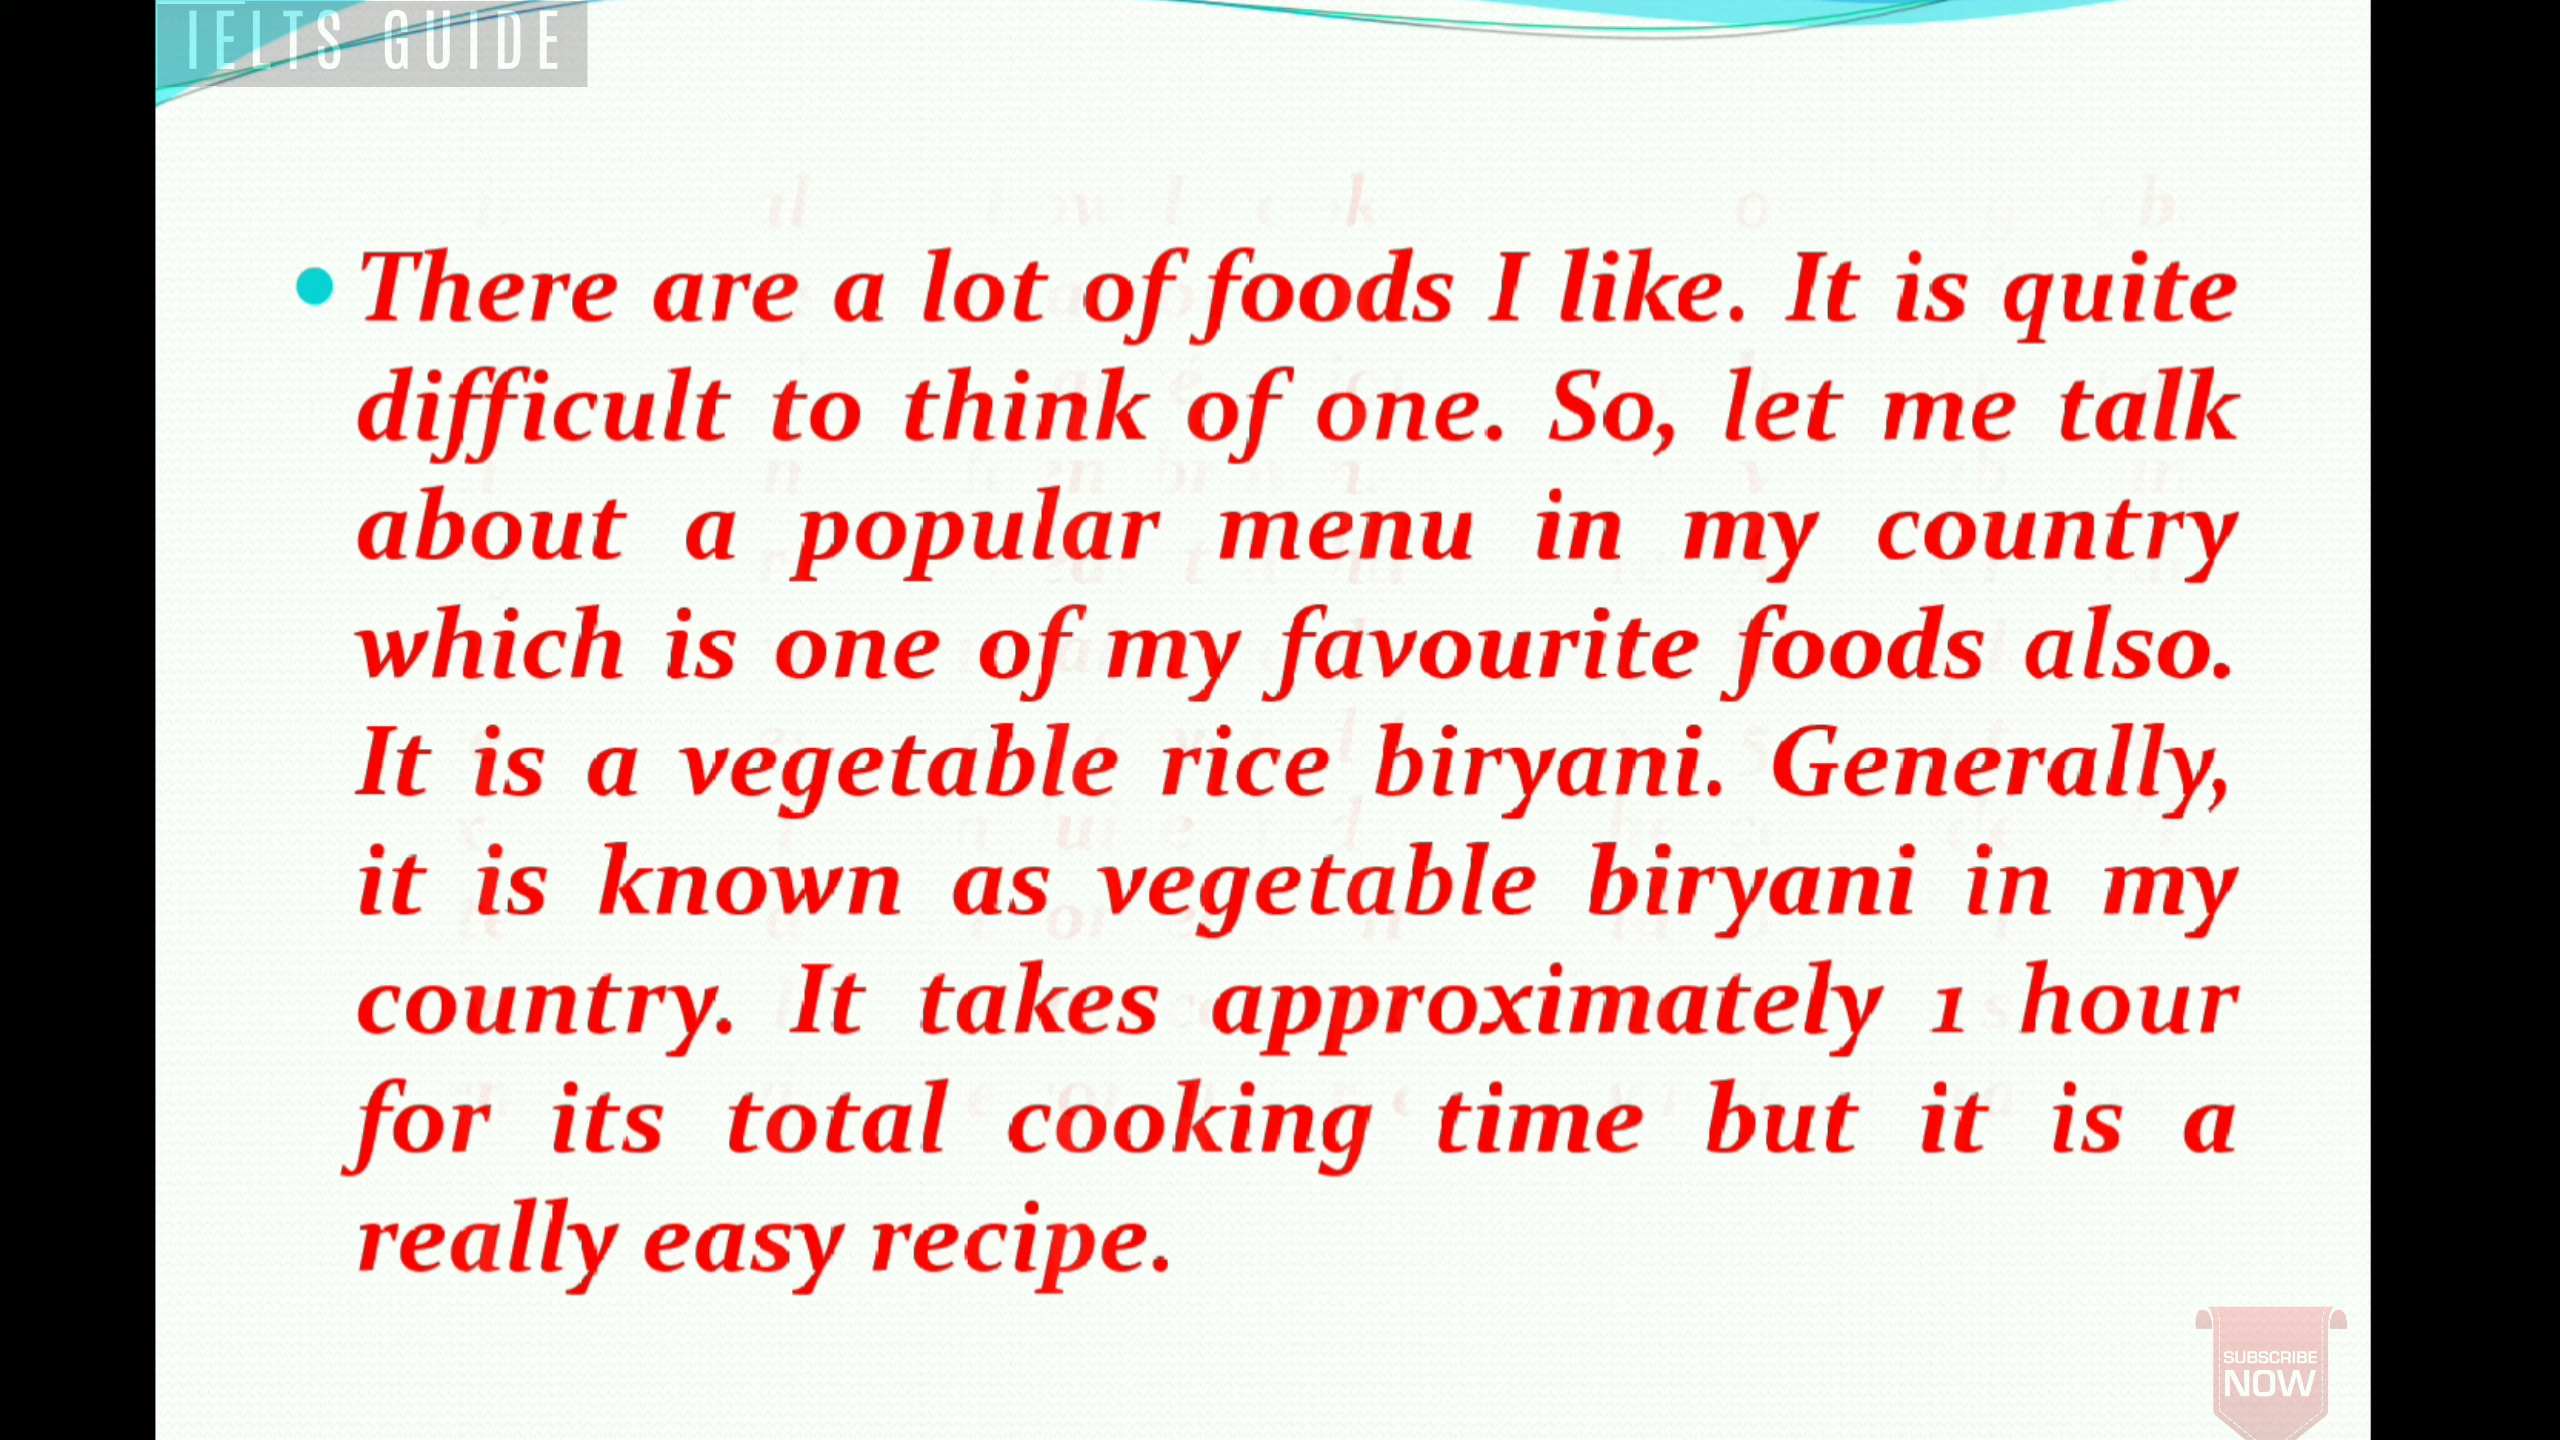 IELTS GUIDE
There are a lot of foods I like. It is quite
difficult to think of one. So, let me talk
about a popular menu in my country
which is one of my favourite foods also.
It is a vegetable rice biryani. Generally,
it is known as vegetable biryani in my
country. It takes approximately 1 hour
for its total cooking time but it is a
really easy recipe.
SUBSCRIBE
NOW